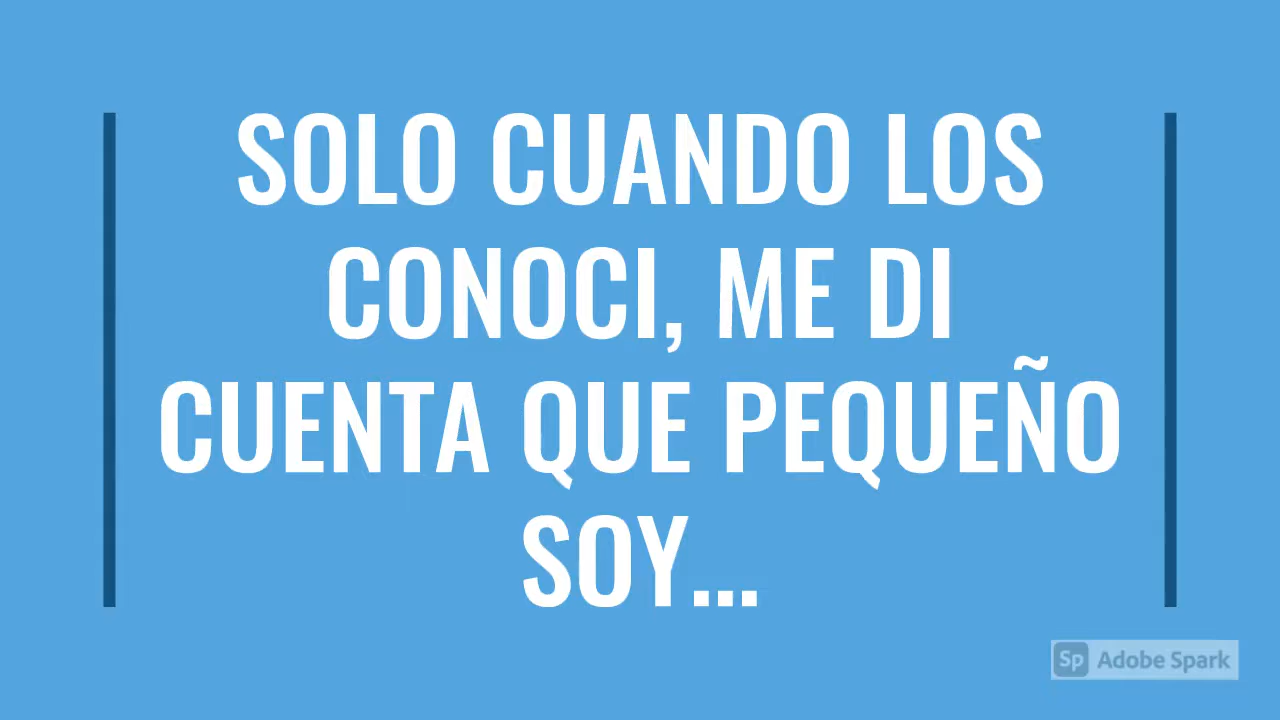 SOLO CUANDO LOS
CONOCI, ME DI
CUENTA QUE PEQUEÑO
SOY...
Sp Adobe Spark